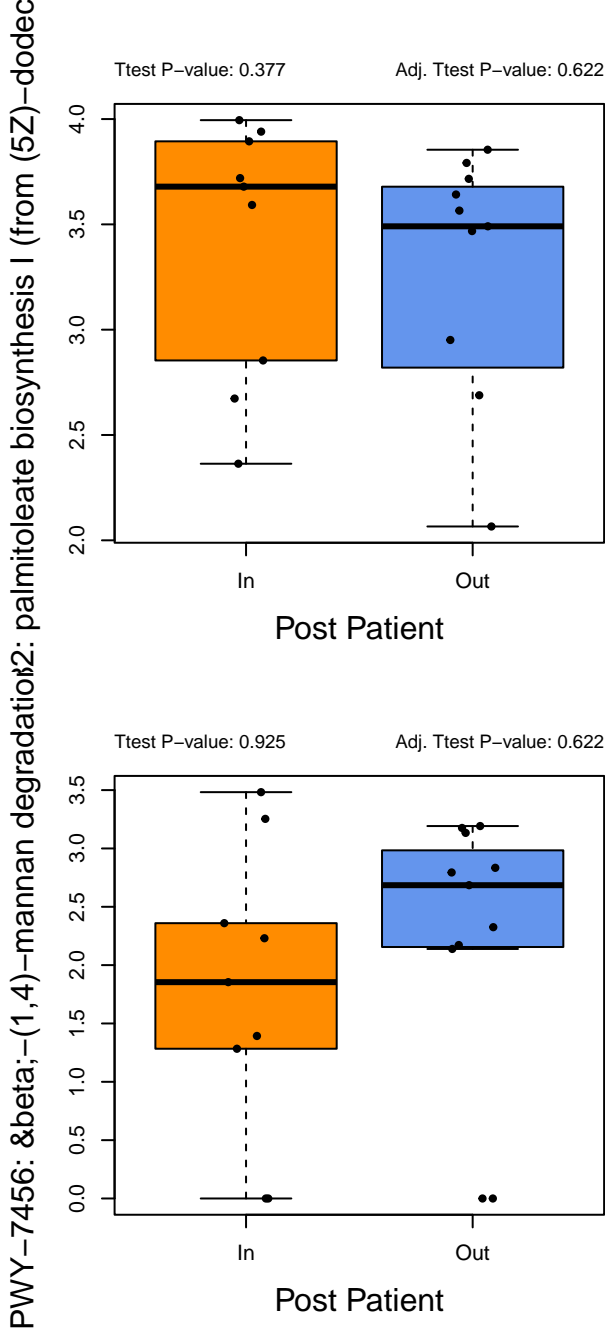 Ttest P−value: 0.377
Adj. Ttest P−value: 0.622
2: palmitoleate biosynthesis I (from (5Z)−dodec
4.0
3.5
3.0
2.5
2.0
In
Out
Post Patient
Ttest P−value: 0.925
Adj. Ttest P−value: 0.622
PWY−7456: &beta;−(1,4)−mannan degradation
3.5
3.0
2.5
2.0
1.5
1.0
0.5
0.0
In
Out
Post Patient